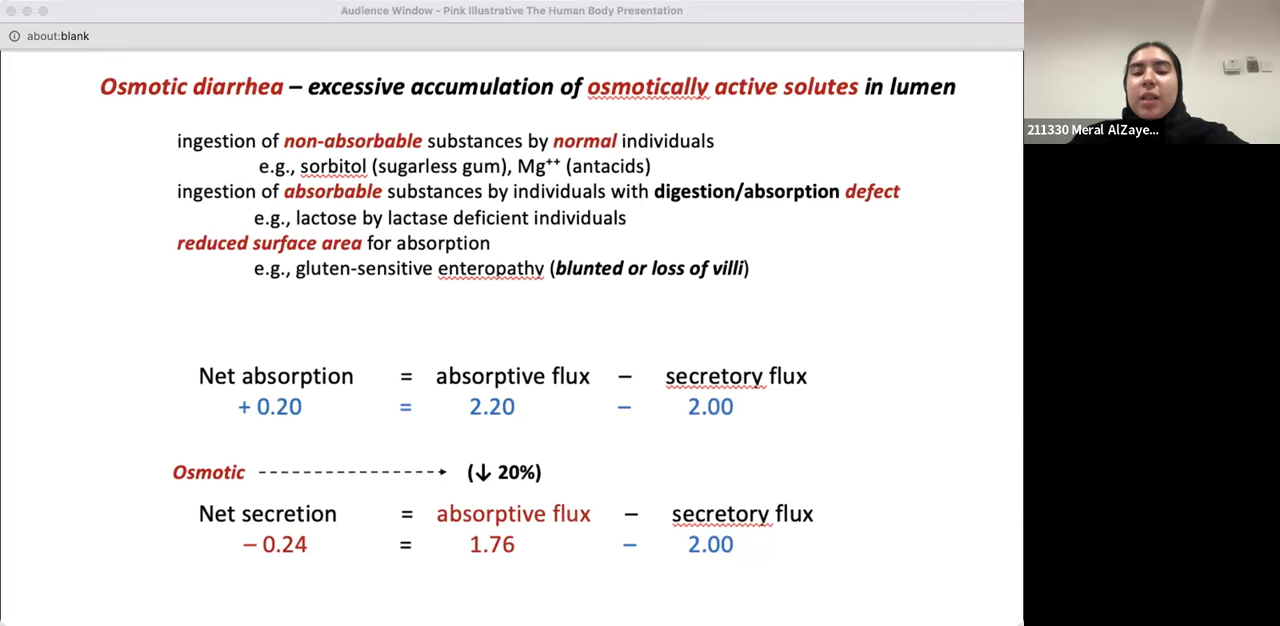 Audience Window - Pink Illustrative The Human Body Presentation
about:blank
Osmotic diarrhea – excessive accumulation of osmotically active solutes in lumen
ingestion of non-absorbable substances by normal individuals
e.g., sorbitol (sugarless gum), Mg⁺⁺ (antacids)
ingestion of absorbable substances by individuals with digestion/absorption defect
e.g., lactose by lactase deficient individuals
reduced surface area for absorption
e.g., gluten-sensitive enteropathy (blunted or loss of villi)
Net absorption = absorptive flux – secretory flux
+ 0.20 = 2.20 – 2.00
Osmotic (↓ 20%)
Net secretion = absorptive flux – secretory flux
– 0.24 = 1.76 – 2.00
211330 Meral AlZaye...